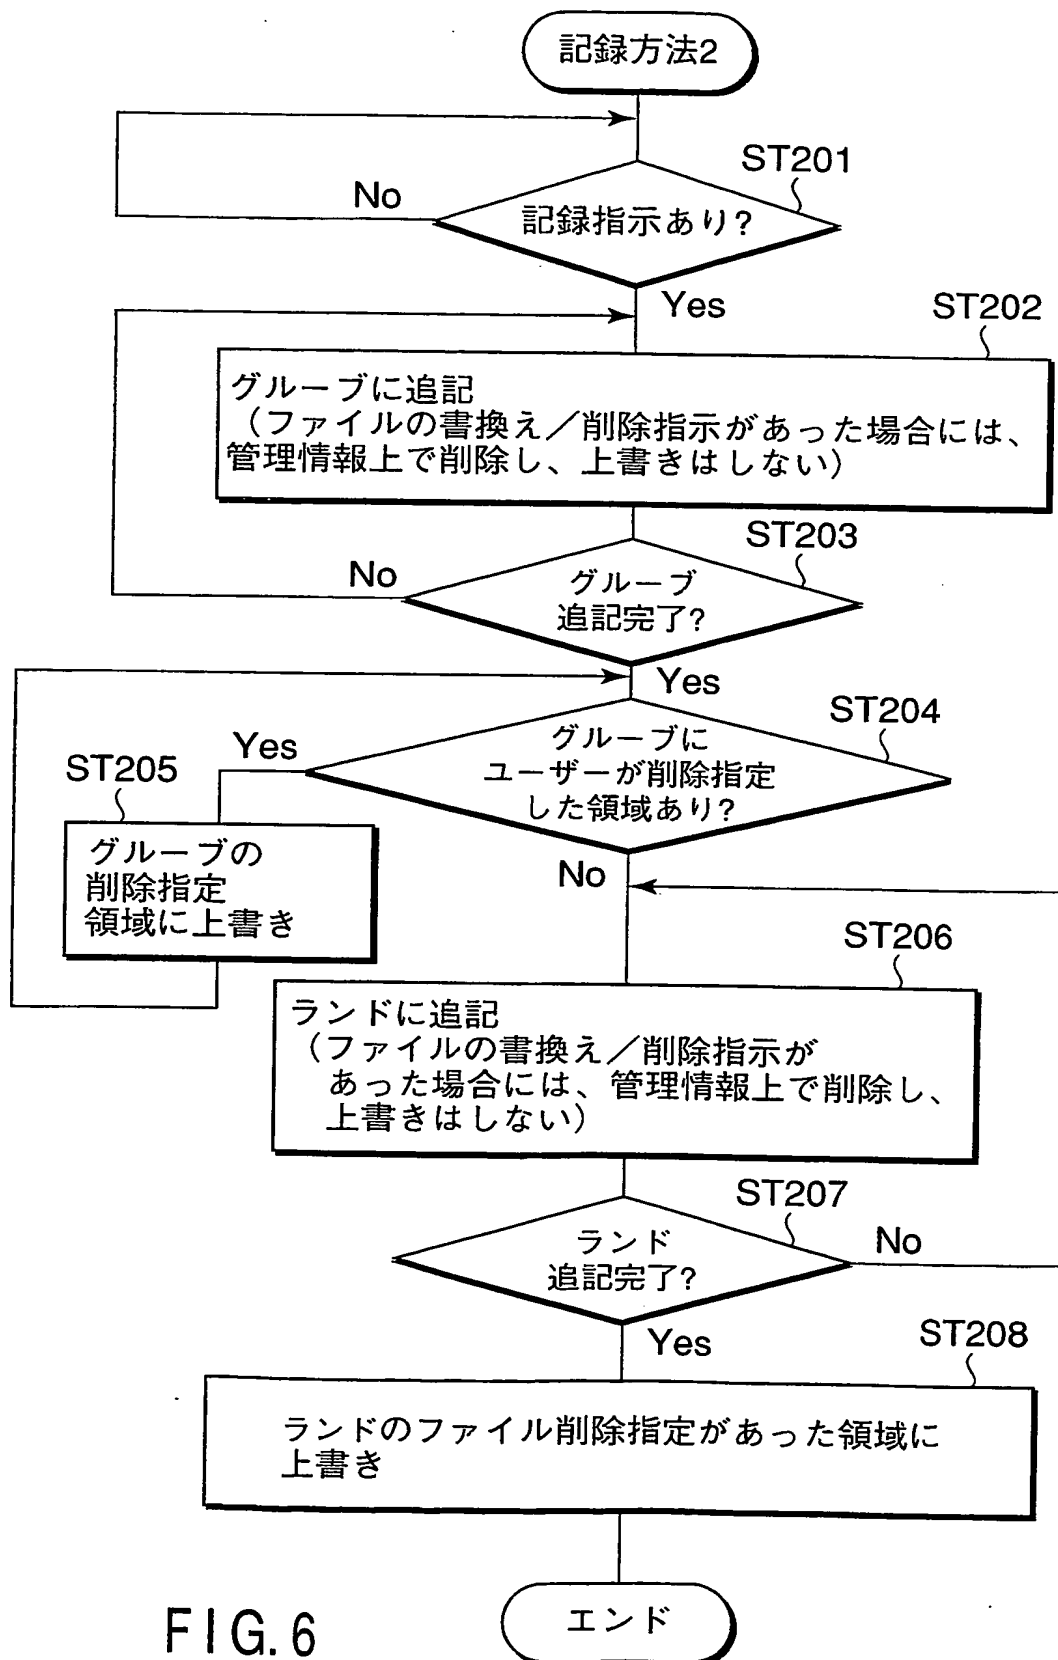 記録方法2
ST201
No
記録指示あり?
Yes
ST202
グルーブに追記
（ファイルの書換え／削除指示があった場合には、
管理情報上で削除し、上書きはしない）
ST203
No
グルーブ
追記完了?
Yes
ST204
Yes
グルーブに
ユーザーが削除指定
した領域あり?
ST205
グルーブの
削除指定
領域に上書き
No
ST206
ランドに追記
（ファイルの書換え／削除指示が
あった場合には、管理情報上で削除し、
上書きはしない）
ST207
ランド
追記完了?
No
Yes
ST208
ランドのファイル削除指定があった領域に
上書き
エンド
FIG. 6